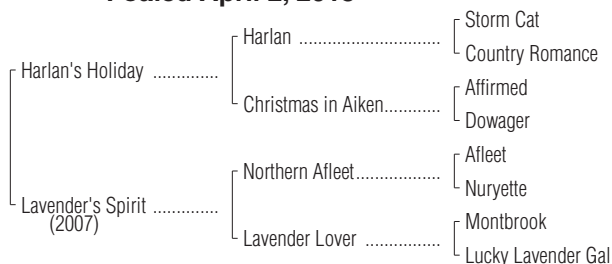 Foaled April 2, 2013
Storm Cat
Harlan ................................
Country Romance
Harlan's Holiday ..............
Affirmed
Christmas in Aiken............
Dowager
Afleet
Northern Afleet..................
Nuryette
Lavender's Spirit ..............
(2007)
Montbrook
Lavender Lover ................
Lucky Lavender Gal